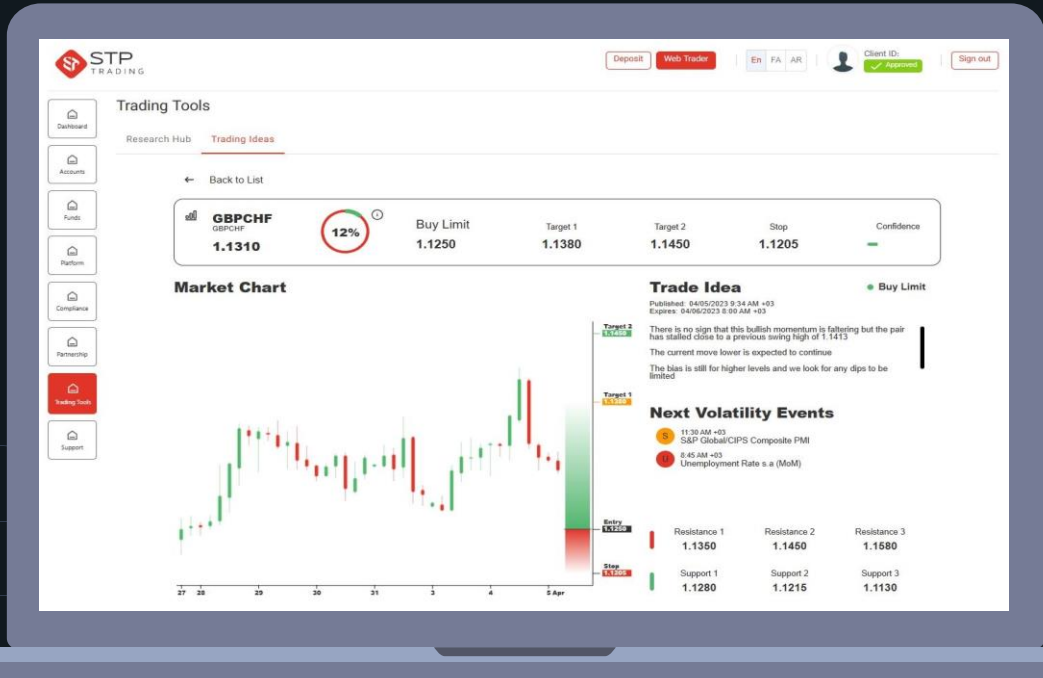 STP
TRADING
Deposit
Web Trader
En FA AR
Client ID:
Approved
Sign out
Dashboard
Accounts
Funds
Platform
Compliance
Partnership
Trading Tools
Support
Trading Tools
Research Hub Trading Ideas
← Back to List
GBPCHF
GBPCHF
1.1310
12%
Buy Limit
1.1250
Target 1
1.1380
Target 2
1.1450
Stop
1.1205
Confidence
Market Chart
Target 2
1.1450
Target 1
1.1380
Entry
1.1250
Stop
1.1205
27 28 29 30 31 3 4 5 Apr
Trade Idea
Buy Limit
Published: 04/05/2023 9:34 AM +03
Expires: 04/06/2023 8:00 AM +03
There is no sign that this bullish momentum is faltering but the pair
has stalled close to a previous swing high of 1.1413
The current move lower is expected to continue
The bias is still for higher levels and we look for any dips to be
limited
Next Volatility Events
S
11:30 AM +03
S&P Global/CIPS Composite PMI
U
8:45 AM +03
Unemployment Rate s.a (MoM)
Resistance 1 Resistance 2 Resistance 3
1.1350 1.1450 1.1580
Support 1 Support 2 Support 3
1.1280 1.1215 1.1130